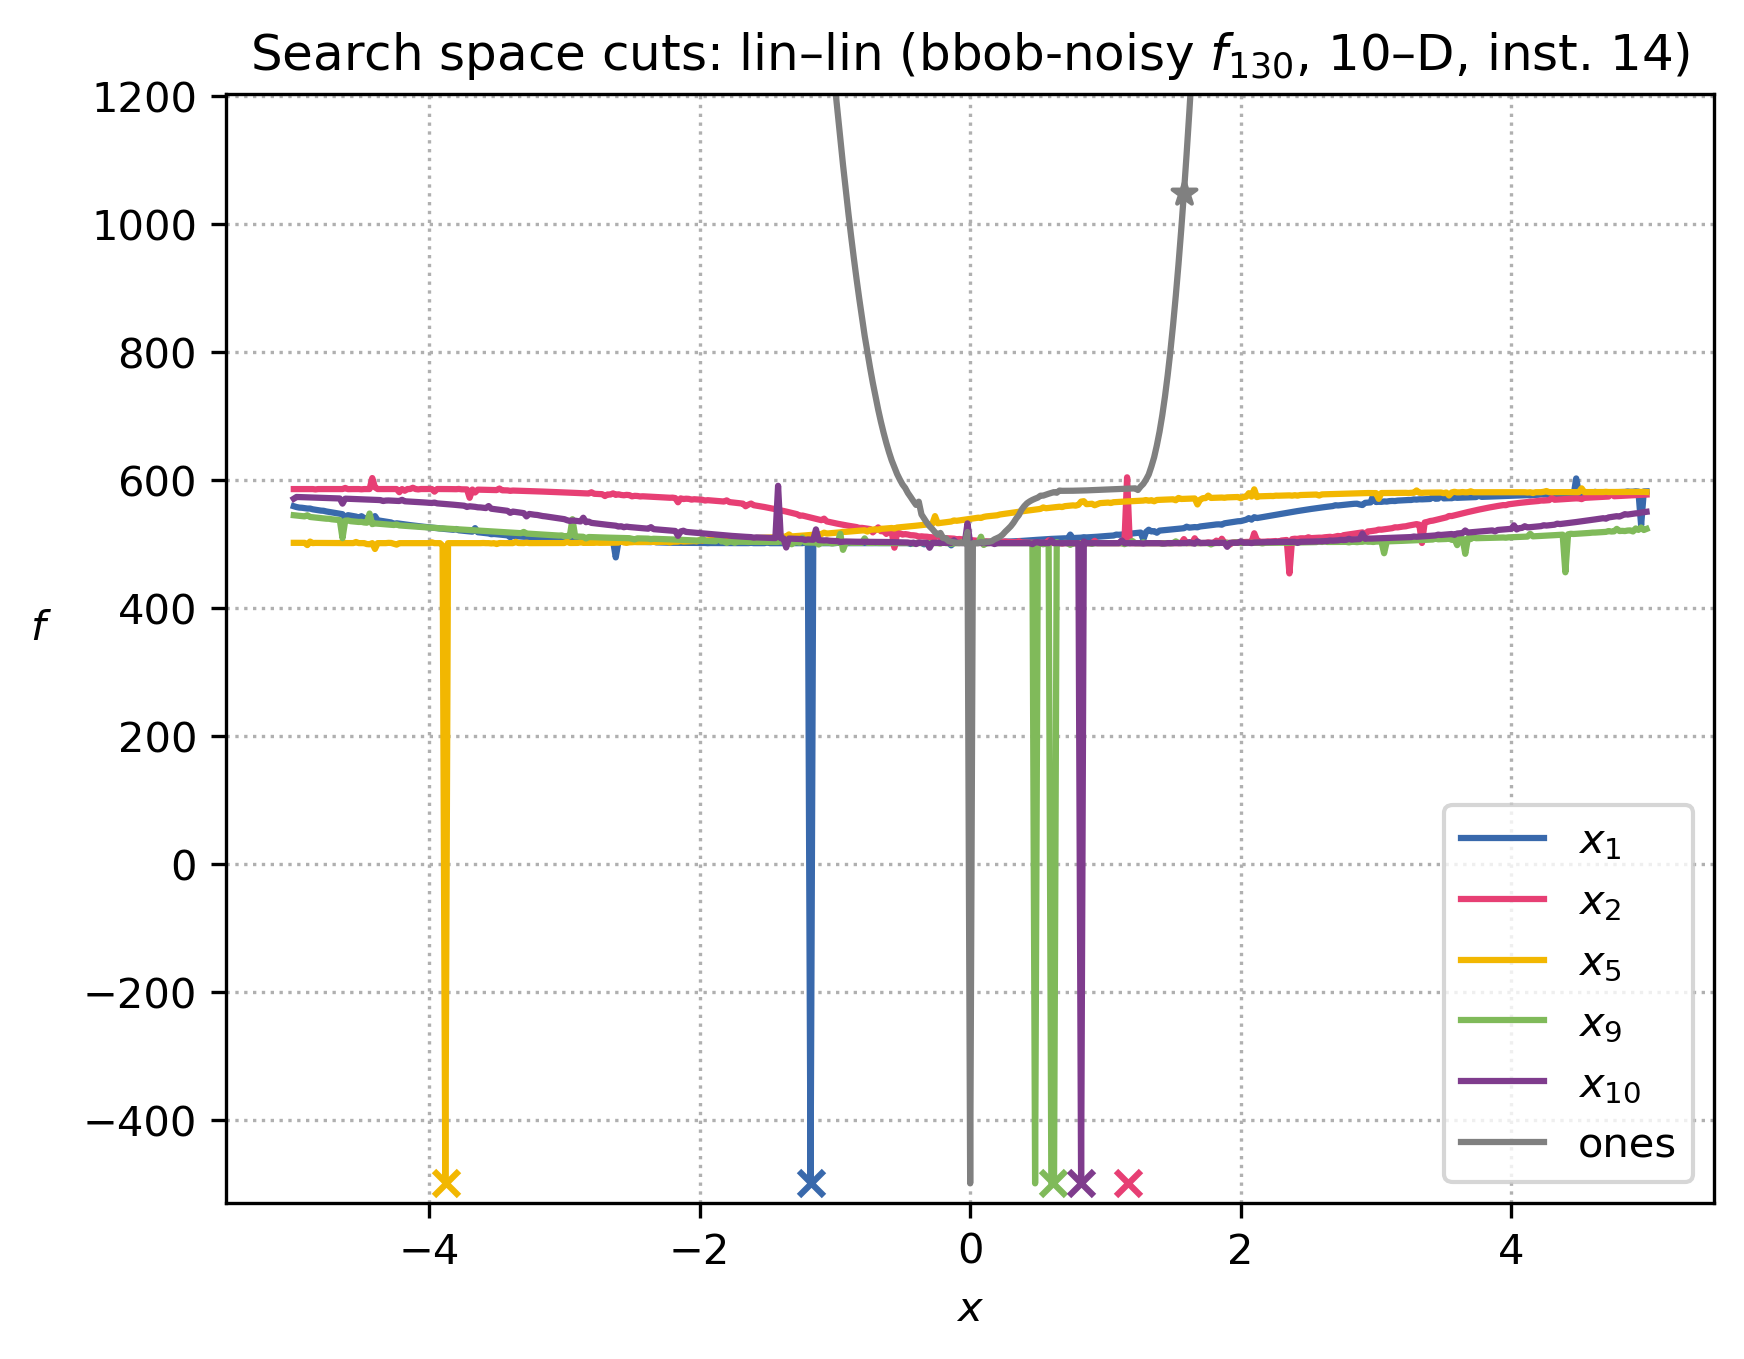 Search space cuts: lin–lin (bbob-noisy f130, 10–D, inst. 14)
1200
1000
800
600
400
200
0
−200
−400
f
−4
−2
0
2
4
x
x1
x2
x5
x9
x10
ones